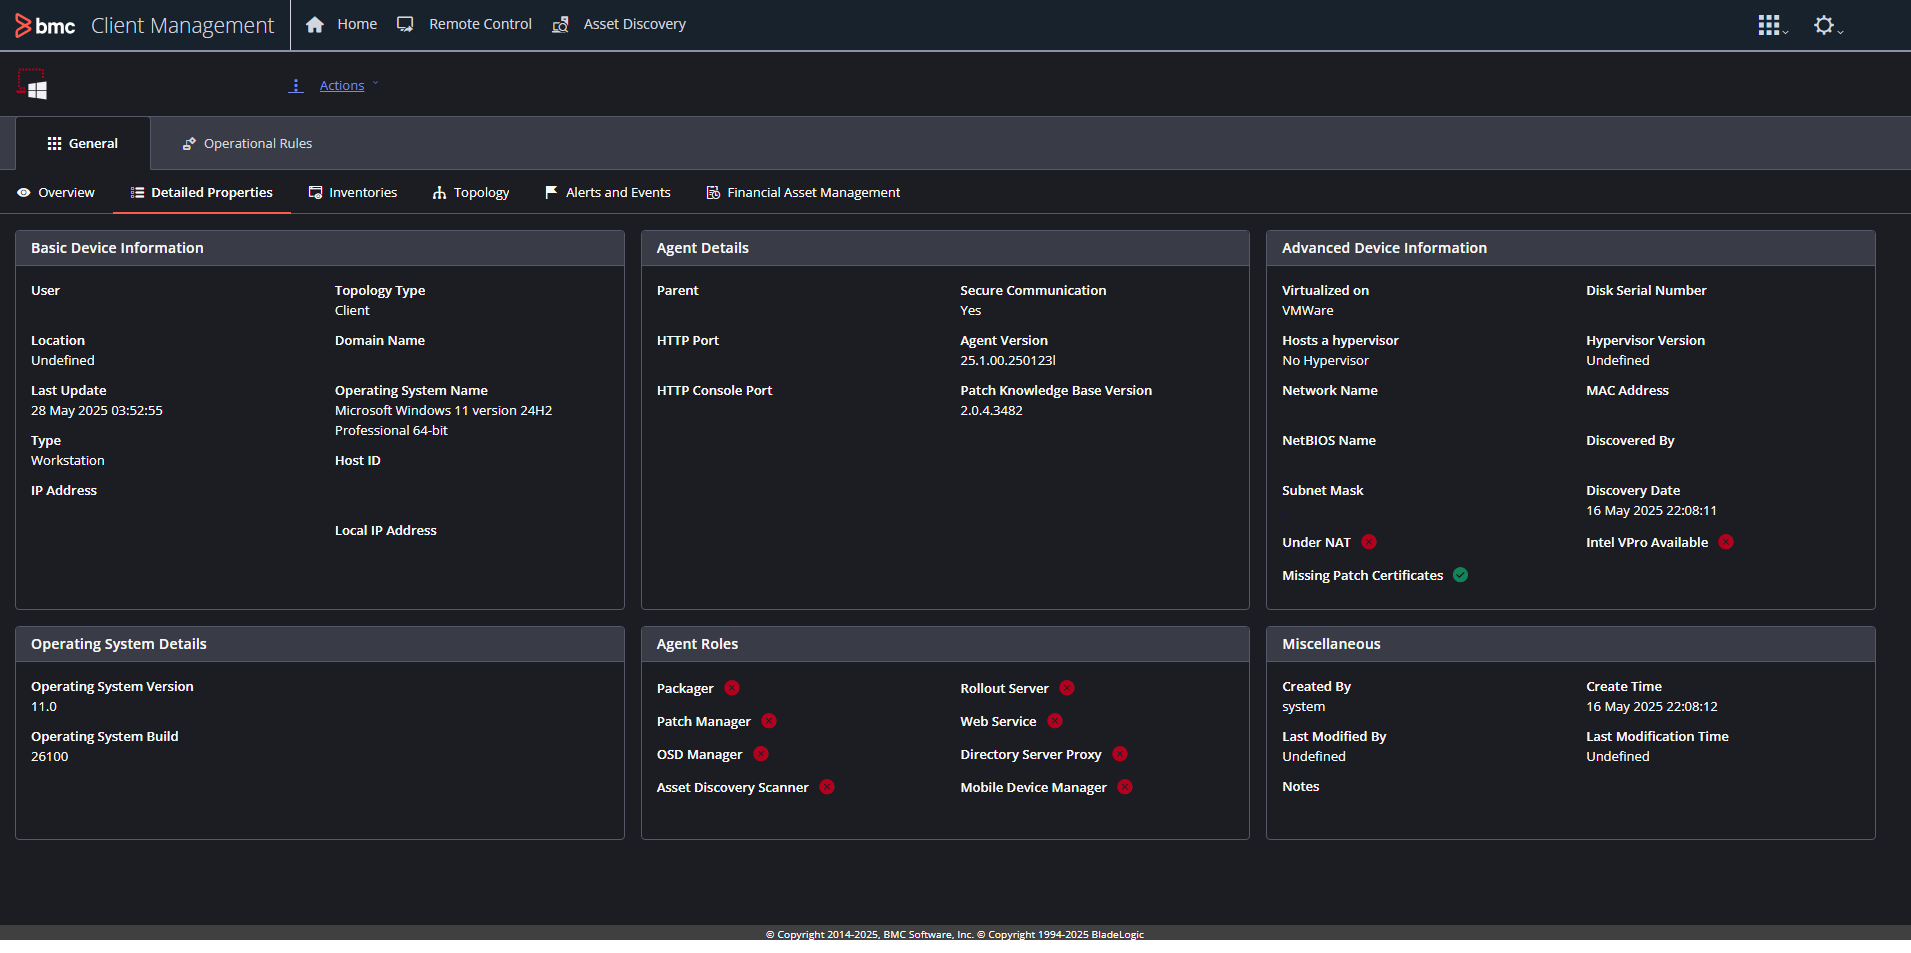 bmc Client Management Home Remote Control Asset Discovery
Actions
General Operational Rules
Overview Detailed Properties Inventories Topology Alerts and Events Financial Asset Management
Basic Device Information
User
Topology Type
Client
Location
Undefined
Domain Name
Last Update
28 May 2025 03:52:55
Operating System Name
Microsoft Windows 11 version 24H2
Professional 64-bit
Type
Workstation
Host ID
IP Address
Local IP Address
Agent Details
Parent
Secure Communication
Yes
HTTP Port
Agent Version
25.1.00.250123l
HTTP Console Port
Patch Knowledge Base Version
2.0.4.3482
Advanced Device Information
Virtualized on
VMWare
Disk Serial Number
Hosts a hypervisor
No Hypervisor
Hypervisor Version
Undefined
Network Name
MAC Address
NetBIOS Name
Discovered By
Subnet Mask
Discovery Date
16 May 2025 22:08:11
Under NAT
Intel VPro Available
Missing Patch Certificates
Operating System Details
Operating System Version
11.0
Operating System Build
26100
Agent Roles
Packager
Rollout Server
Patch Manager
Web Service
OSD Manager
Directory Server Proxy
Asset Discovery Scanner
Mobile Device Manager
Miscellaneous
Created By
system
Create Time
16 May 2025 22:08:12
Last Modified By
Undefined
Last Modification Time
Undefined
Notes
© Copyright 2014-2025, BMC Software, Inc. © Copyright 1994-2025 BladeLogic